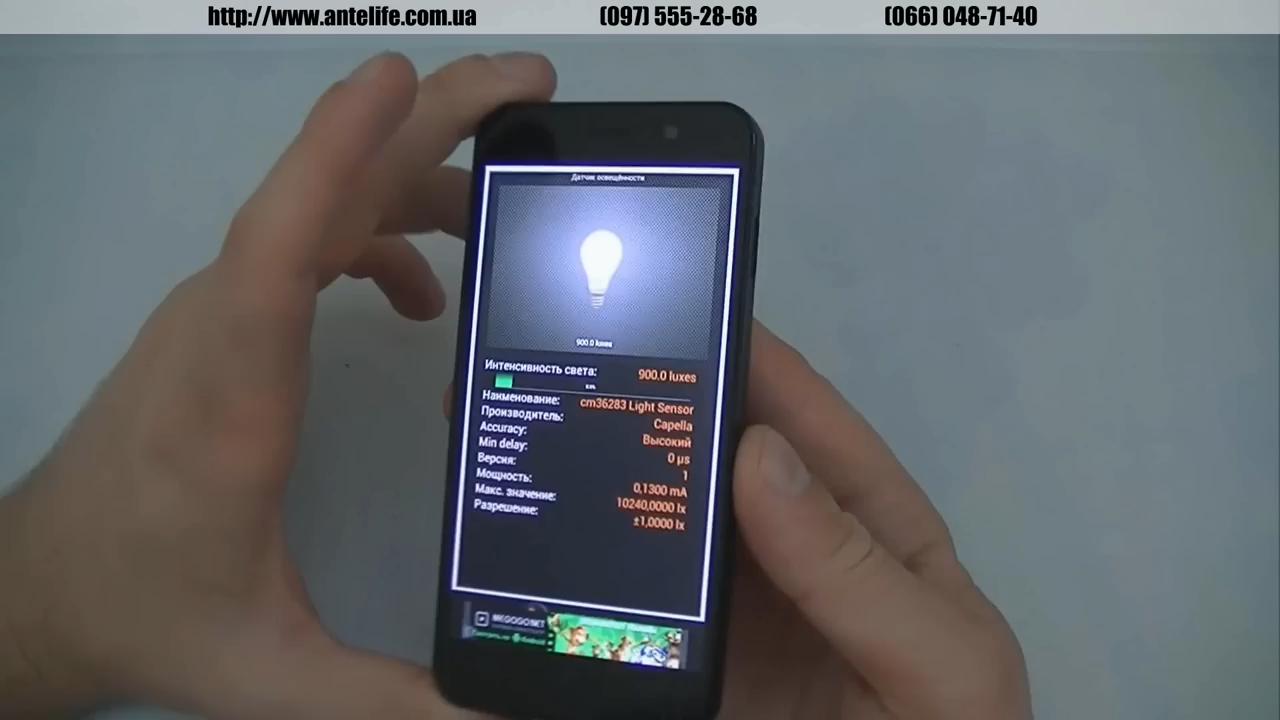 http://www.antelife.com.ua (097) 555-28-68 (066) 048-71-40
Датчик освещённости
900.0 luxes
Интенсивность света: 900.0 luxes
Наименование: cm36283 Light Sensor
Производитель: Capella
Accuracy: Высокий
Min delay: 0 µs
Версия: 1
Мощность: 0,1300 mA
Макс. значение: 10240,0000 lx
Разрешение: ±1,0000 lx
MEGOGO.NET